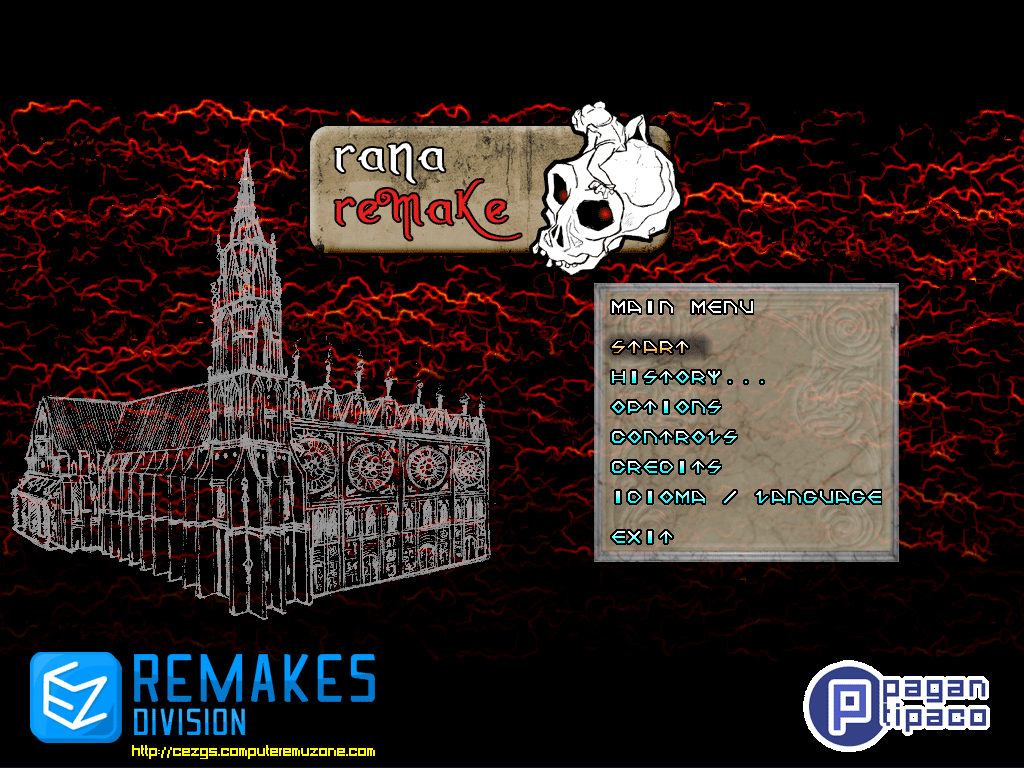 rana
remake
MAIN MENU
START
HISTORY...
OPTIONS
CONTROLS
CREDITS
IDIOMA / LANGUAGE
EXIT
EZ REMAKES
DIVISION
http://cezgs.computeremuzone.com
pagan
tipaco